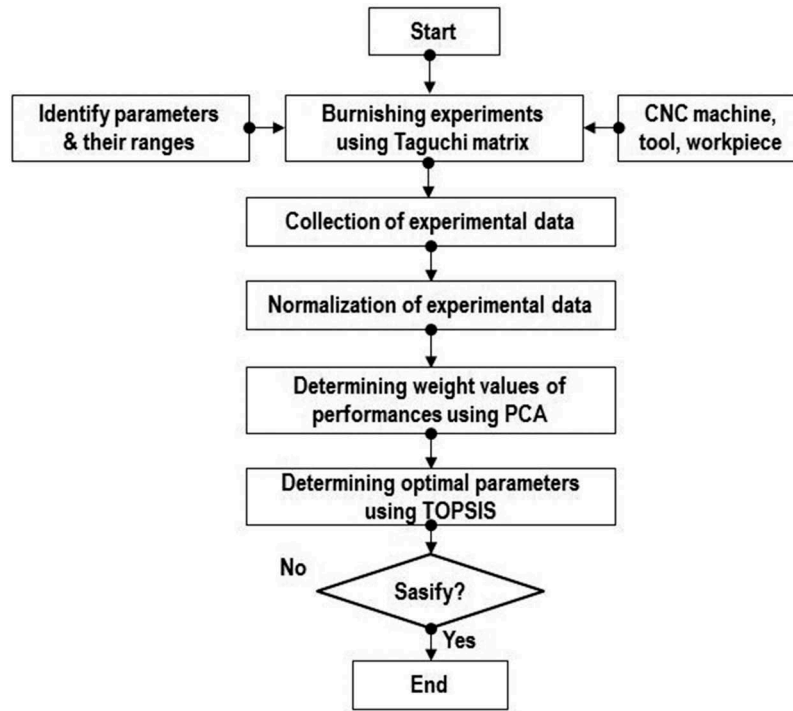 Start
Identify parameters
& their ranges
Burnishing experiments
using Taguchi matrix
CNC machine,
tool, workpiece
Collection of experimental data
Normalization of experimental data
Determining weight values of
performances using PCA
Determining optimal parameters
using TOPSIS
No
Sasify?
Yes
End